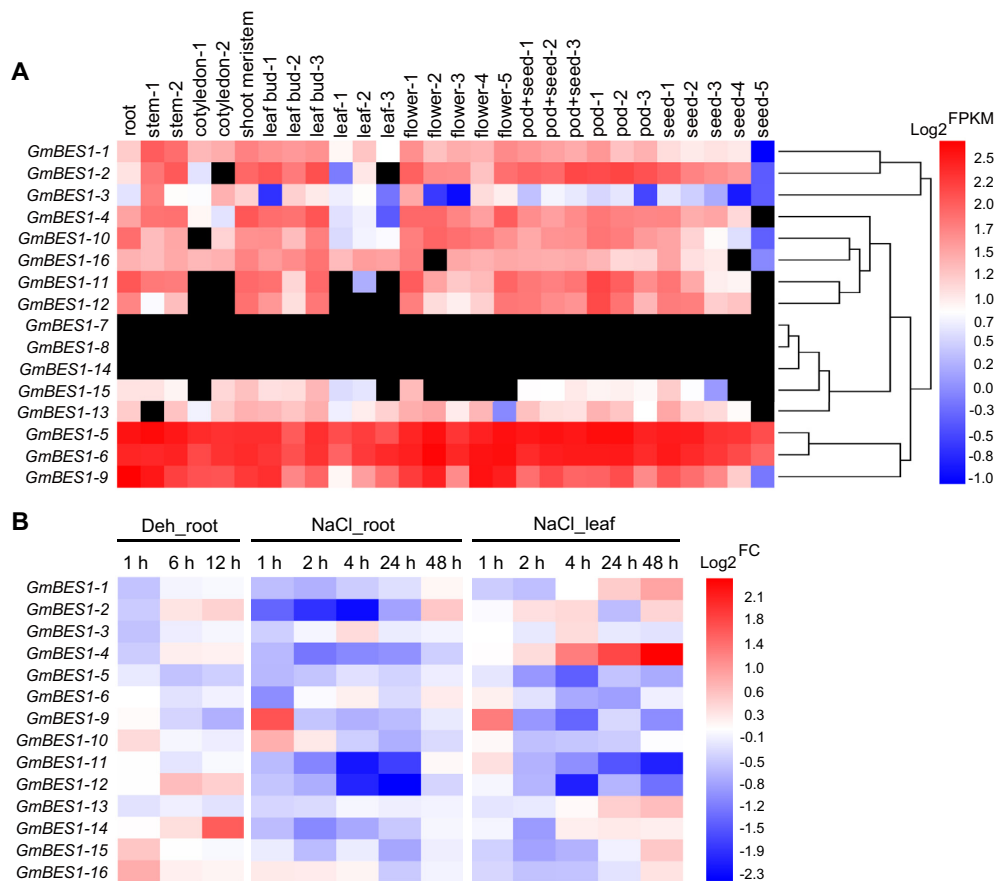 A
root
stem-1
stem-2
cotyledon-1
cotyledon-2
shoot meristem
leaf bud-1
leaf bud-2
leaf bud-3
leaf-1
leaf-2
leaf-3
flower-1
flower-2
flower-3
flower-4
flower-5
pod+seed-1
pod+seed-2
pod+seed-3
pod-1
pod-2
pod-3
seed-1
seed-2
seed-3
seed-4
seed-5
GmBES1-1
GmBES1-2
GmBES1-3
GmBES1-4
GmBES1-10
GmBES1-16
GmBES1-11
GmBES1-12
GmBES1-7
GmBES1-8
GmBES1-14
GmBES1-15
GmBES1-13
GmBES1-5
GmBES1-6
GmBES1-9
Log2 FPKM
2.5
2.2
2.0
1.7
1.5
1.2
1.0
0.7
0.5
0.2
0.0
-0.3
-0.5
-0.8
-1.0
B
Deh_root NaCl_root NaCl_leaf
1 h 6 h 12 h 1 h 2 h 4 h 24 h 48 h 1 h 2 h 4 h 24 h 48 h
GmBES1-1
GmBES1-2
GmBES1-3
GmBES1-4
GmBES1-5
GmBES1-6
GmBES1-9
GmBES1-10
GmBES1-11
GmBES1-12
GmBES1-13
GmBES1-14
GmBES1-15
GmBES1-16
Log2 FC
2.1
1.8
1.4
1.0
0.6
0.3
-0.1
-0.5
-0.8
-1.2
-1.5
-1.9
-2.3